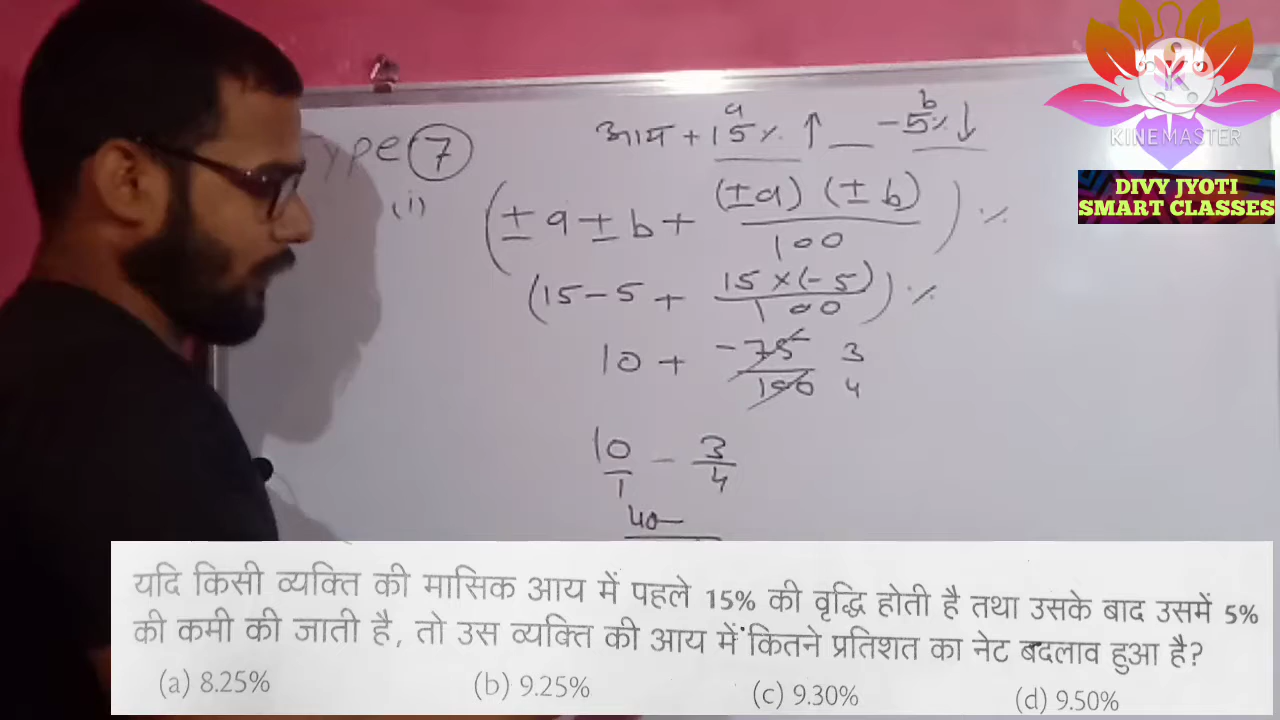 Type 7
आय + 15% ↑ __ - 5% ↓
a b
(i)
(± a ± b + (±a) (± b) / 100) %
(15 - 5 + 15 × (- 5) / 100) %
10 + - 75 / 100 3 / 4
10 / 1 - 3 / 4
40 -
KINEMASTER
DIVY JYOTI
SMART CLASSES
यदि किसी व्यक्ति की मासिक आय में पहले 15% की वृद्धि होती है तथा उसके बाद उसमें 5%
की कमी की जाती है, तो उस व्यक्ति की आय में कितने प्रतिशत का नेट बदलाव हुआ है?
(a) 8.25% (b) 9.25% (c) 9.30% (d) 9.50%